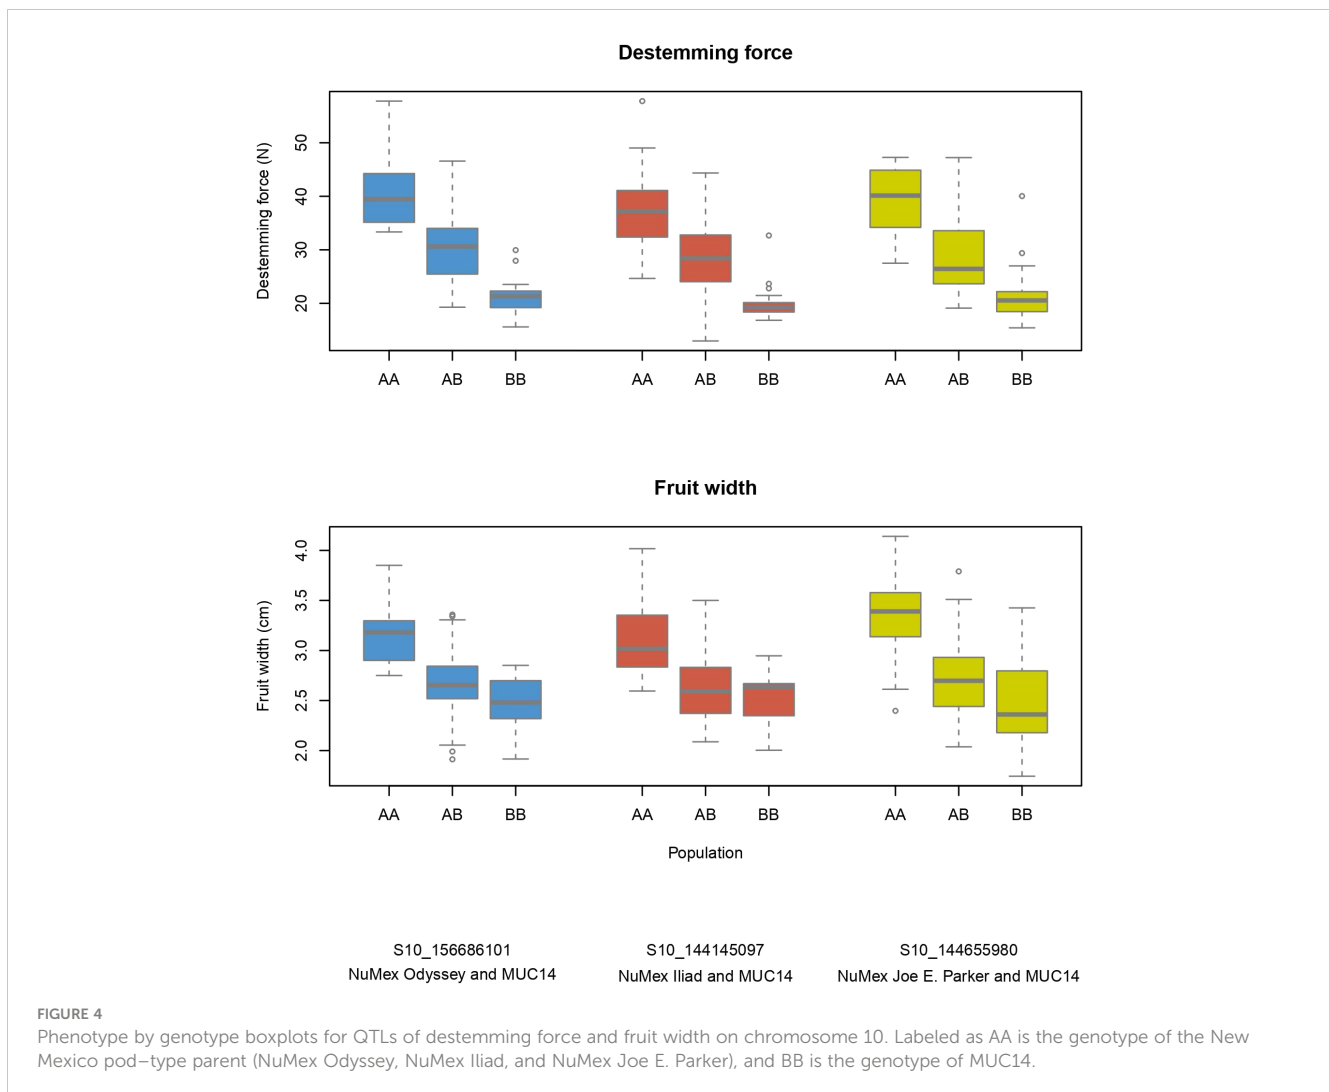 Destemming force
Destemming force (N)
50
40
30
20
AA AB BB AA AB BB AA AB BB
Fruit width
Fruit width (cm)
4.0
3.5
3.0
2.5
2.0
AA AB BB AA AB BB AA AB BB
Population
S10_156686101 S10_144145097 S10_144655980
NuMex Odyssey and MUC14 NuMex Iliad and MUC14 NuMex Joe E. Parker and MUC14
FIGURE 4
Phenotype by genotype boxplots for QTLs of destemming force and fruit width on chromosome 10. Labeled as AA is the genotype of the New
Mexico pod–type parent (NuMex Odyssey, NuMex Iliad, and NuMex Joe E. Parker), and BB is the genotype of MUC14.